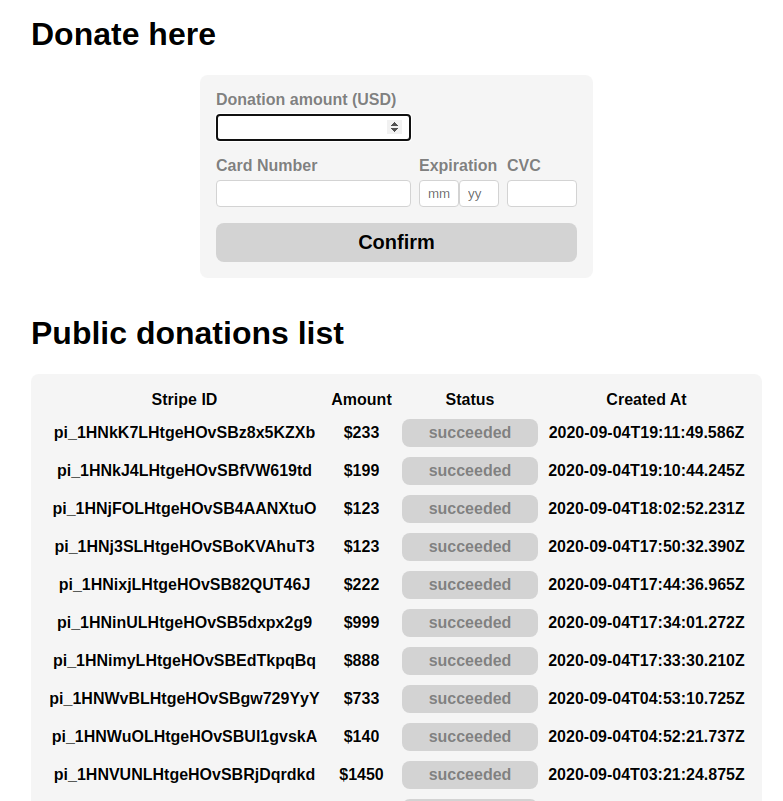 Donate here
Donation amount (USD)
Card Number Expiration CVC
mm yy
Confirm
Public donations list
Stripe ID Amount Status Created At
pi_1HNkK7LHtgeHOvSBz8x5KZXb $233 succeeded 2020-09-04T19:11:49.586Z
pi_1HNkJ4LHtgeHOvSBfVW619td $199 succeeded 2020-09-04T19:10:44.245Z
pi_1HNjFOLHtgeHOvSB4AANXtuO $123 succeeded 2020-09-04T18:02:52.231Z
pi_1HNj3SLHtgeHOvSBoKVAhuT3 $123 succeeded 2020-09-04T17:50:32.390Z
pi_1HNixjLHtgeHOvSB82QUT46J $222 succeeded 2020-09-04T17:44:36.965Z
pi_1HNinULHtgeHOvSB5dxpx2g9 $999 succeeded 2020-09-04T17:34:01.272Z
pi_1HNimyLHtgeHOvSBEdTkpqBq $888 succeeded 2020-09-04T17:33:30.210Z
pi_1HNWvBLHtgeHOvSBgw729YyY $733 succeeded 2020-09-04T04:53:10.725Z
pi_1HNWuOLHtgeHOvSBUl1gvskA $140 succeeded 2020-09-04T04:52:21.737Z
pi_1HNVUNLHtgeHOvSBRjDqrdkd $1450 succeeded 2020-09-04T03:21:24.875Z